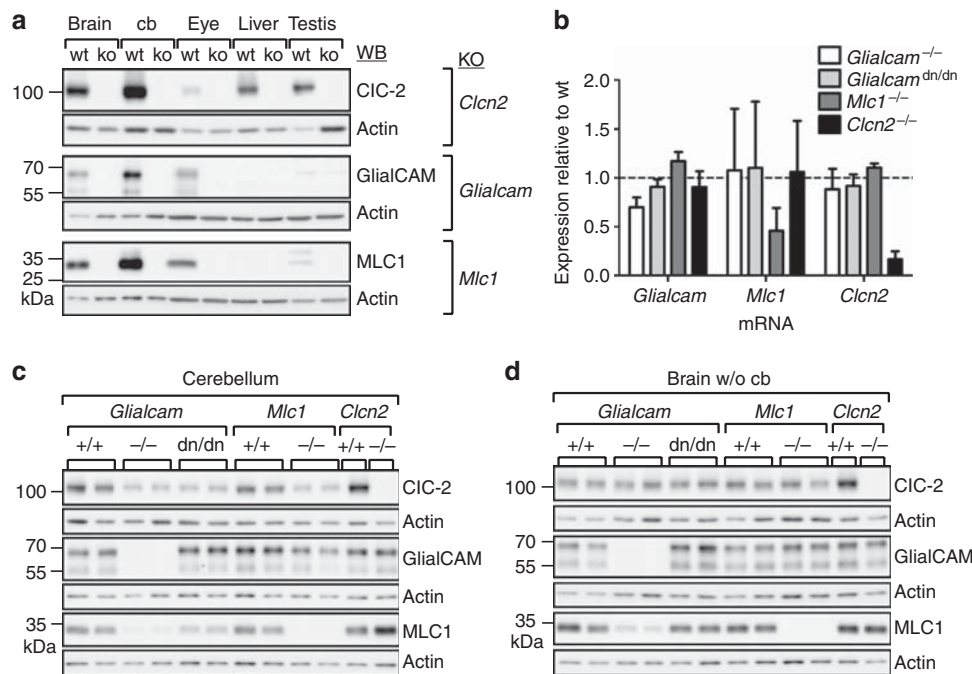 a
Brain cb Eye Liver Testis
wt ko wt ko wt ko wt ko wt ko WB KO
100 ClC-2
Actin
Clcn2
70
55
GlialCAM
Actin
Glialcam
35
25
kDa
MLC1
Actin
Mlc1
b
Expression relative to wt
2.0
1.5
1.0
0.5
0.0
Glialcam Mlc1 Clcn2
mRNA
Glialcam−/−
Glialcamdn/dn
Mlc1−/−
Clcn2−/−
c
Cerebellum
Glialcam Mlc1 Clcn2
+/+ −/− dn/dn +/+ −/− +/+ −/−
100 ClC-2
Actin
70
55
GlialCAM
Actin
35
kDa
MLC1
Actin
d
Brain w/o cb
Glialcam Mlc1 Clcn2
+/+ −/− dn/dn +/+ −/− +/+ −/−
100 ClC-2
Actin
70
55
GlialCAM
Actin
35
kDa
MLC1
Actin